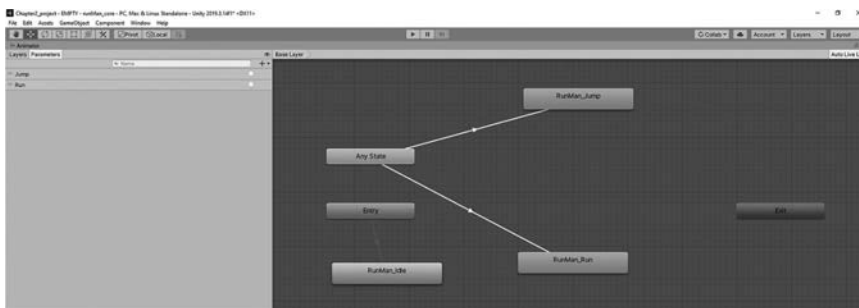 Chapter2_project - EMPTY - runMan_core - PC, Mac & Linux Standalone - Unity 2019.3.14f1* <DX11>
File Edit Assets GameObject Component Window Help
Pivot Local Collab Account Layers Layout
Animator
Layers Parameters Base Layer Auto Live L
Name
Jump
Run
RunMan_Jump
Any State
Entry
Exit
RunMan_Run
RunMan_Idle